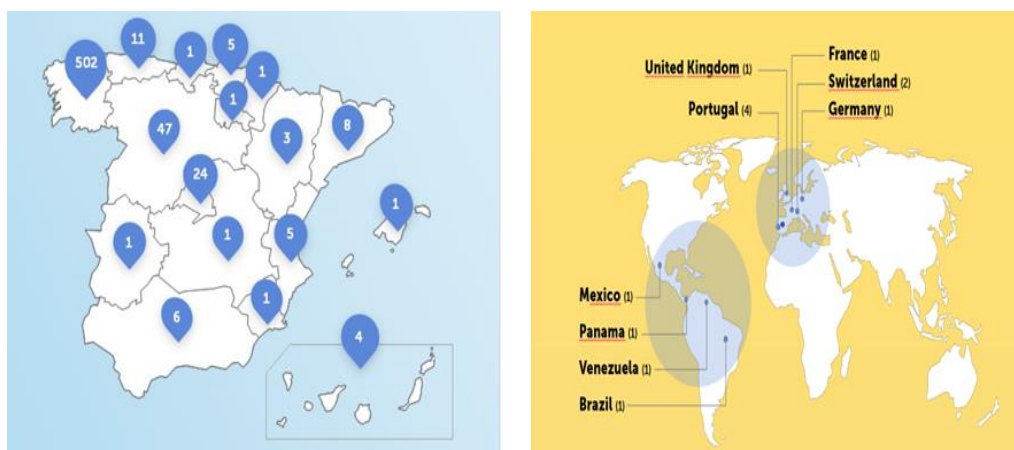 11
1
5
502
1
1
47
3
8
24
1
1
1
5
1
6
4
France (1)
United Kingdom (1)
Switzerland (2)
Portugal (4)
Germany (1)
Mexico (1)
Panama (1)
Venezuela (1)
Brazil (1)